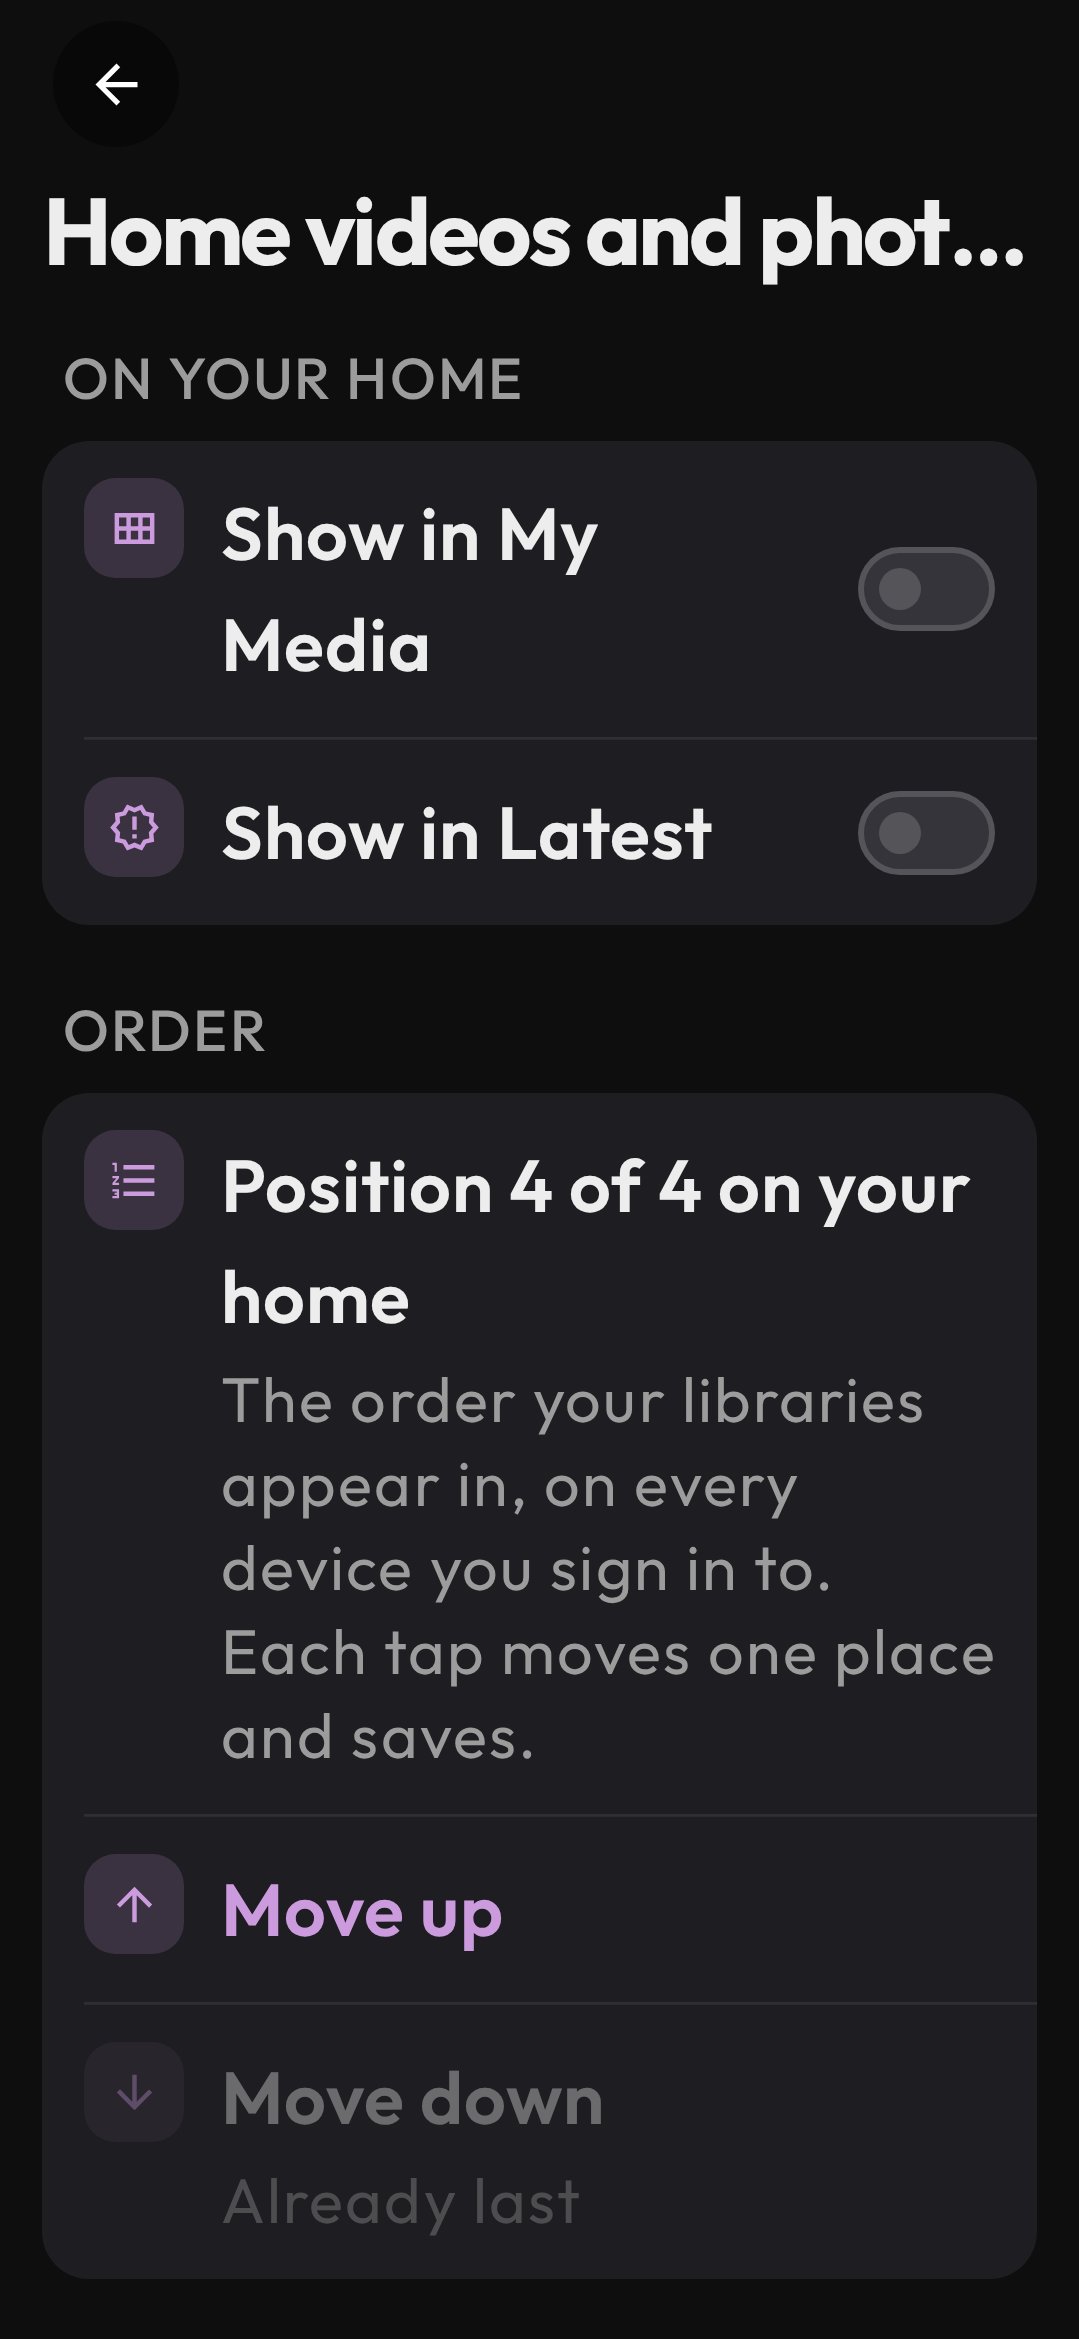 Home videos and phot...
ON YOUR HOME
Show in My
Media
Show in Latest
ORDER
Position 4 of 4 on your
home
The order your libraries
appear in, on every
device you sign in to.
Each tap moves one place
and saves.
Move up
Move down
Already last